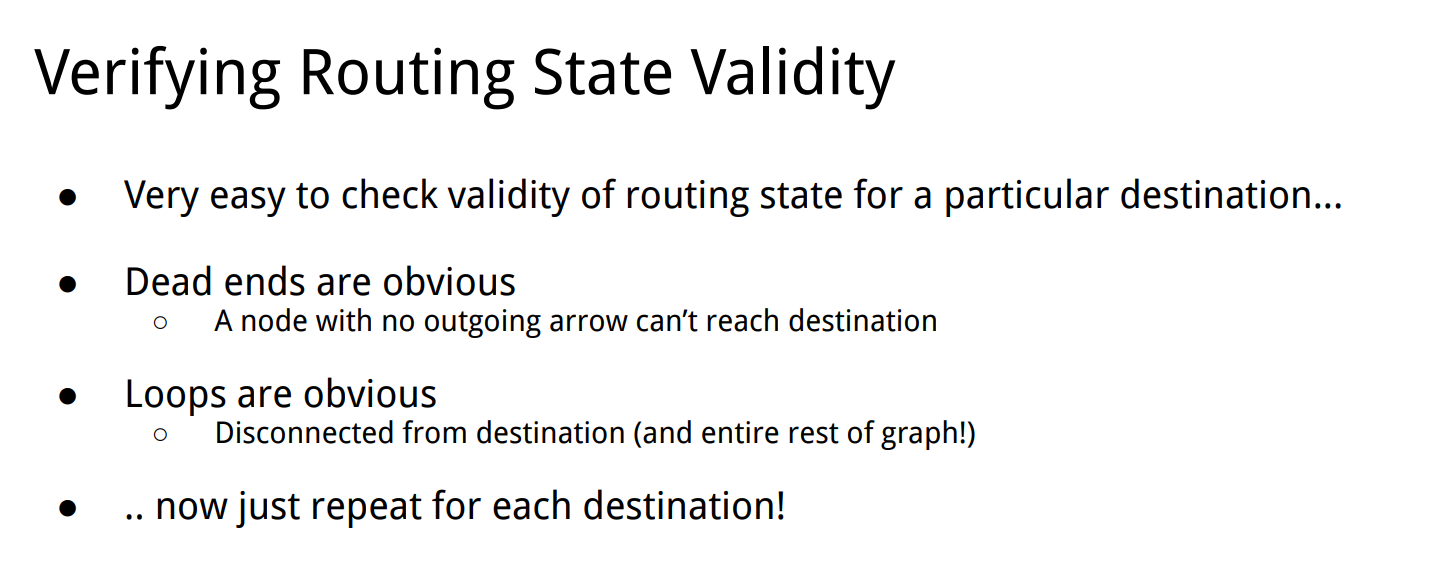 Verifying Routing State Validity
● Very easy to check validity of routing state for a particular destination...
● Dead ends are obvious
○ A node with no outgoing arrow can’t reach destination
● Loops are obvious
○ Disconnected from destination (and entire rest of graph!)
● .. now just repeat for each destination!